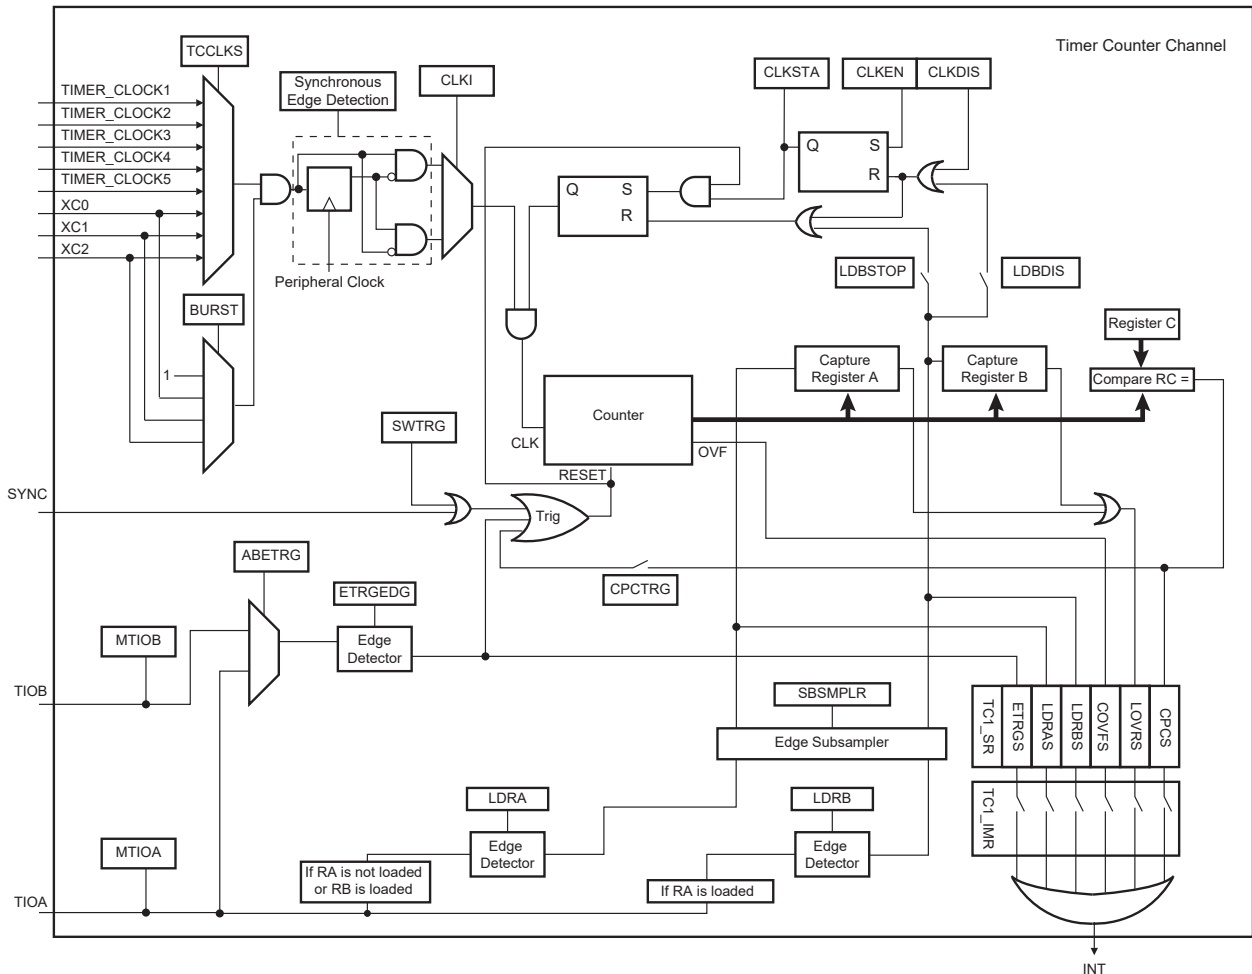 Timer Counter Channel
TCCLKS
TIMER_CLOCK1
TIMER_CLOCK2
TIMER_CLOCK3
TIMER_CLOCK4
TIMER_CLOCK5
XC0
XC1
XC2
Synchronous
Edge Detection
CLKI
Peripheral Clock
CLKSTA
CLKEN
CLKDIS
Q
S
R
Q
S
R
LDBSTOP
LDBDIS
BURST
1
Register C
Capture
Register A
Capture
Register B
Compare RC =
Counter
CLK
OVF
RESET
SWTRG
SYNC
Trig
ABETRG
ETRGEDG
CPCTRG
MTIOB
Edge
Detector
TIOB
SBSMPLR
Edge Subsampler
TC1_SR
ETRGS
LDRAS
LDRBS
COVFS
LOVRS
CPCS
TC1_IMR
LDRA
LDRB
MTIOA
Edge
Detector
Edge
Detector
If RA is not loaded
or RB is loaded
If RA is loaded
TIOA
INT